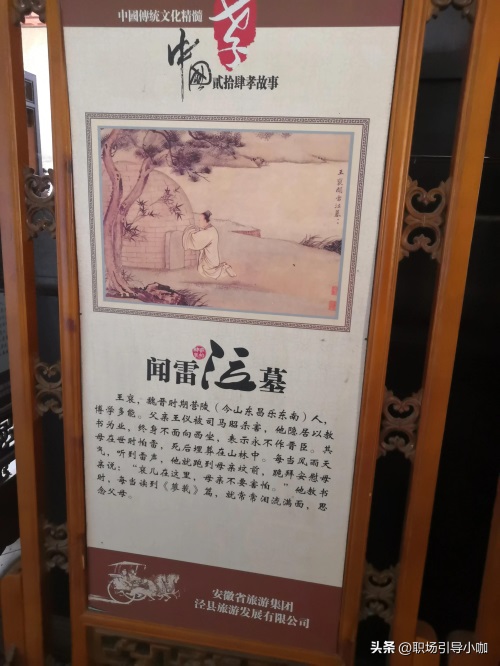 中國傳統文化精髓
孝
中國
貳拾肆孝故事
王裒聞雷泣墓
闻雷泣墓
王裒，魏晋时期营陵（今山东昌乐东南）人，
博学多能。父亲王仪被司马昭杀害，他隐居以教
书为业，终身不面向西坐，表示永不作晋臣。其
母在世时怕雷，死后埋葬在山林中。每当风雨天
气，听到雷声，他就跑到母亲坟前，跪拜安慰母
亲说：“裒儿在这里，母亲不要害怕。”他教书
时，每当读到《蓼莪》篇，就常常泪流满面，思
念父母。
安徽省旅游集团
泾县旅游发展有限公司
头条 @职场引导小咖